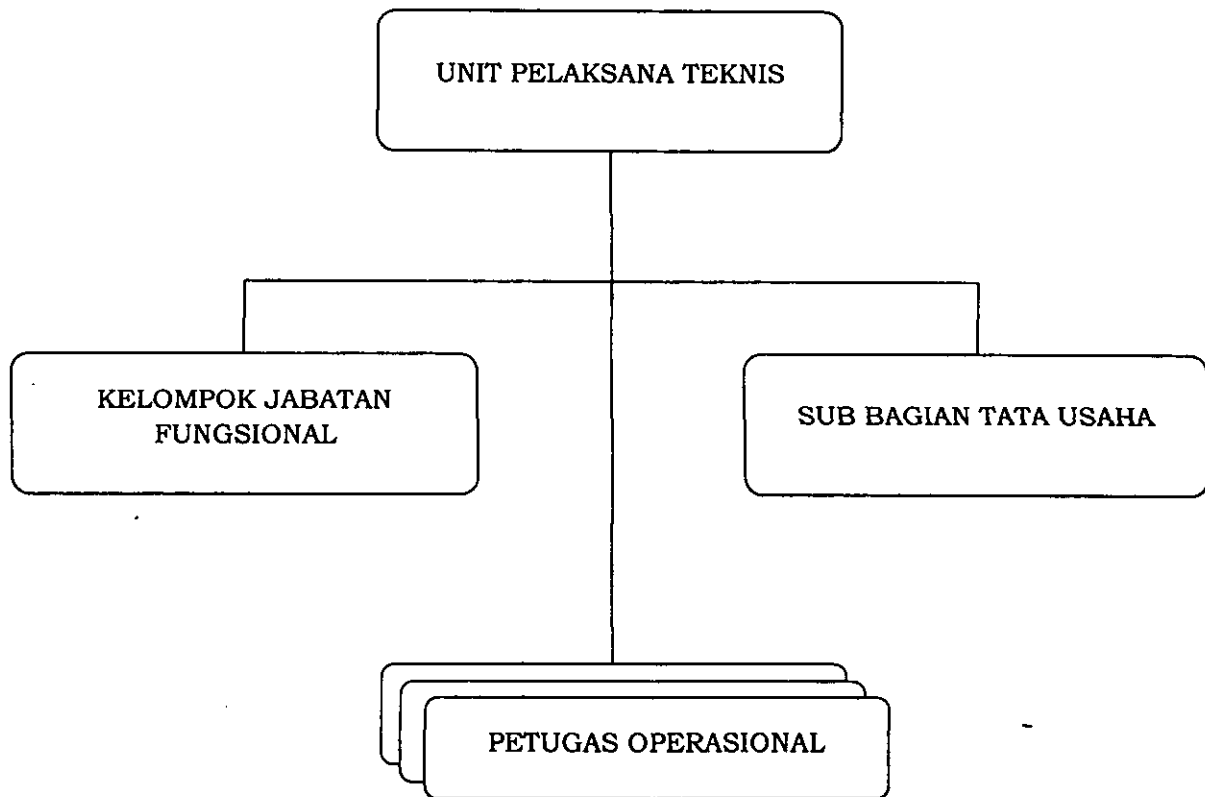 UNIT PELAKSANA TEKNIS
KELOMPOK JABATAN
FUNGSIONAL
SUB BAGIAN TATA USAHA
PETUGAS OPERASIONAL